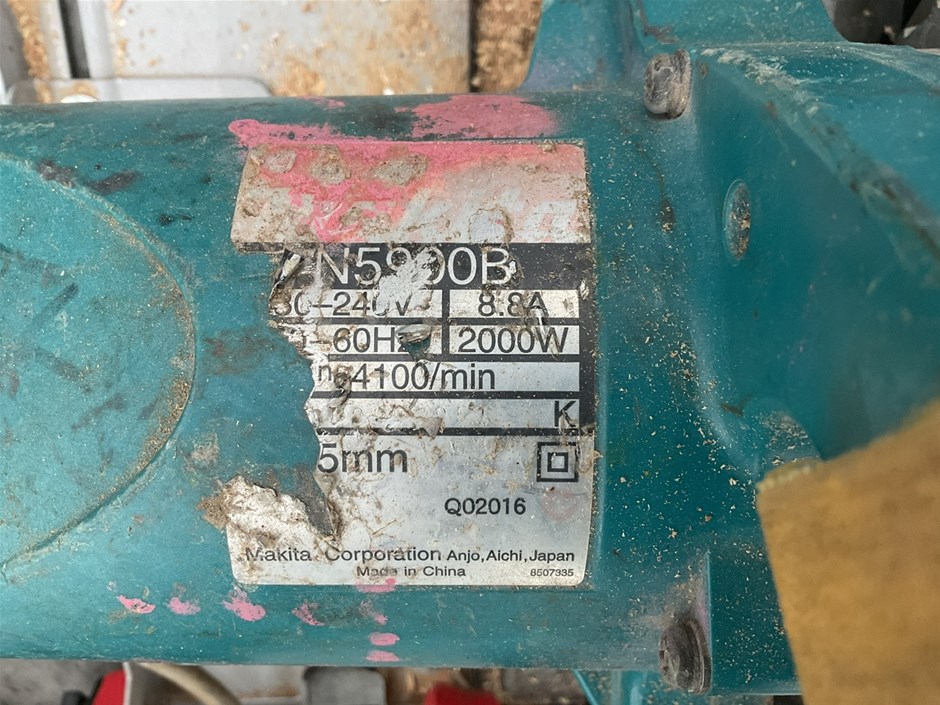 N5900B
30–240V 8.8A
–60Hz 2000W
n 4100/min
K
5mm
Q02016
Makita Corporation Anjo, Aichi, Japan
Made in China 8507335